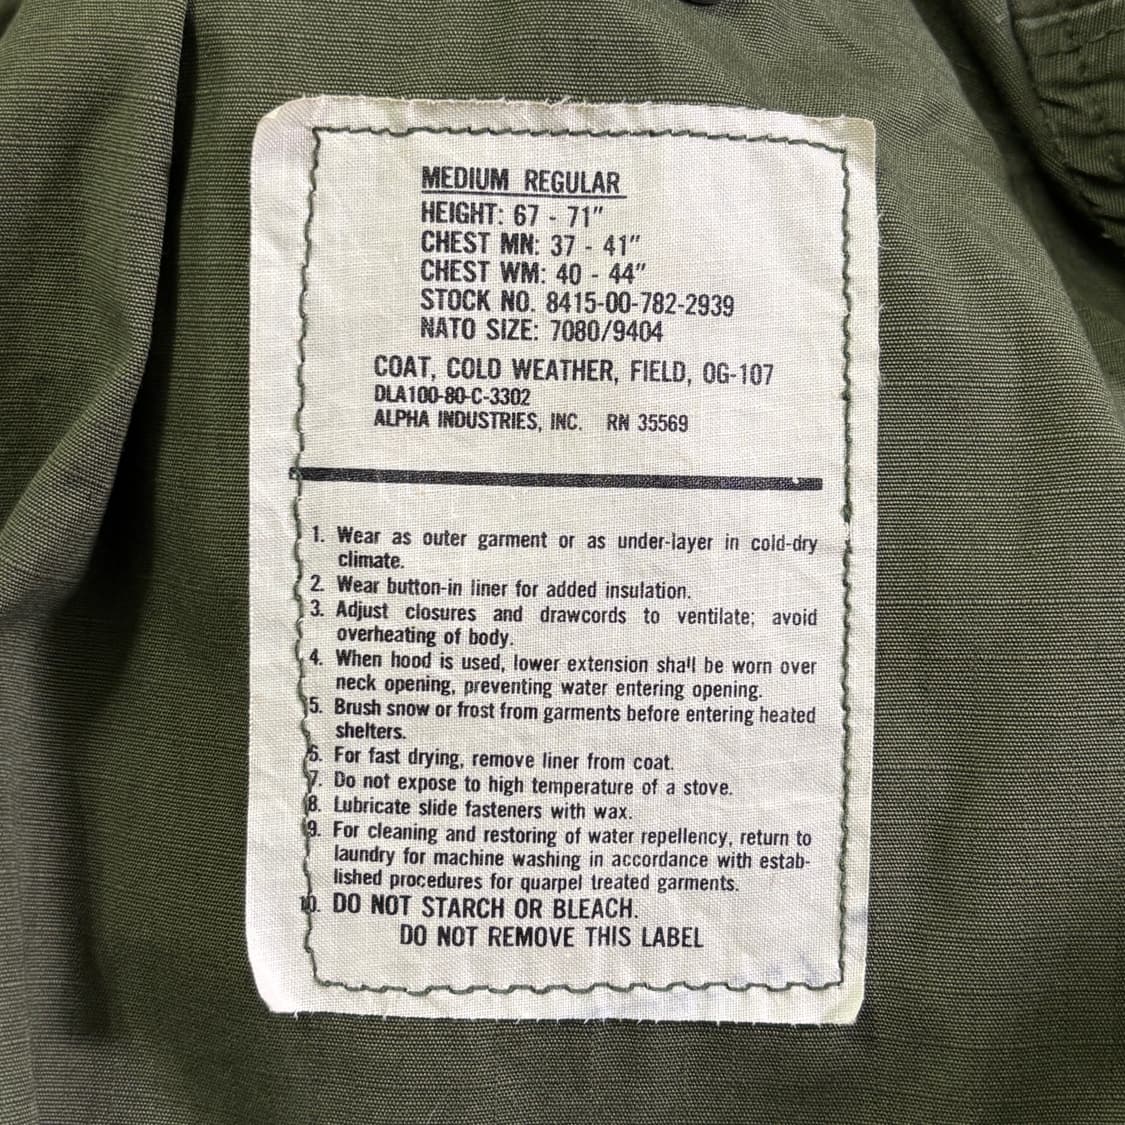 MEDIUM REGULAR
HEIGHT: 67 - 71"
CHEST MN: 37 - 41"
CHEST WM: 40 - 44"
STOCK NO. 8415-00-782-2939
NATO SIZE: 7080/9404
COAT, COLD WEATHER, FIELD, OG-107
DLA100-80-C-3302
ALPHA INDUSTRIES, INC. RN 35569
1. Wear as outer garment or as under-layer in cold-dry
climate.
2. Wear button-in liner for added insulation.
3. Adjust closures and drawcords to ventilate; avoid
overheating of body.
4. When hood is used, lower extension shall be worn over
neck opening, preventing water entering opening.
5. Brush snow or frost from garments before entering heated
shelters.
6. For fast drying, remove liner from coat.
7. Do not expose to high temperature of a stove.
8. Lubricate slide fasteners with wax.
9. For cleaning and restoring of water repellency, return to
laundry for machine washing in accordance with estab-
lished procedures for quarpel treated garments.
10. DO NOT STARCH OR BLEACH.
DO NOT REMOVE THIS LABEL